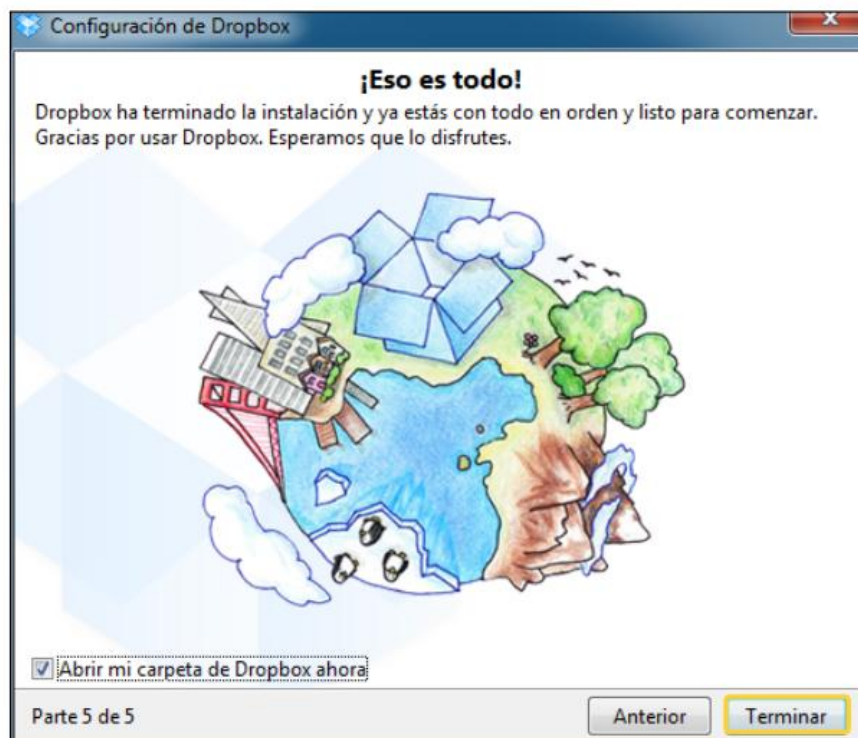 Configuración de Dropbox
¡Eso es todo!
Dropbox ha terminado la instalación y ya estás con todo en orden y listo para comenzar.
Gracias por usar Dropbox. Esperamos que lo disfrutes.
Abrir mi carpeta de Dropbox ahora
Parte 5 de 5
Anterior
Terminar